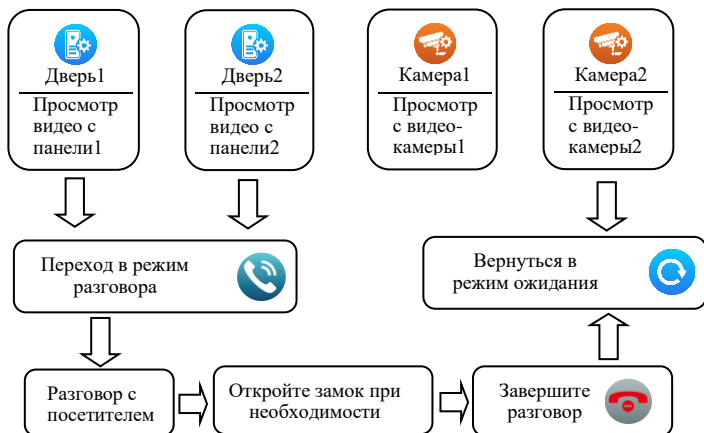 Дверь1
Просмотр
видео с
панели1
Дверь2
Просмотр
видео с
панели2
Камера1
Просмотр
с видео-
камеры1
Камера2
Просмотр
с видео-
камеры2
Переход в режим
разговора
Вернуться в
режим ожидания
Разговор с
посетителем
Откройте замок при
необходимости
Завершите
разговор